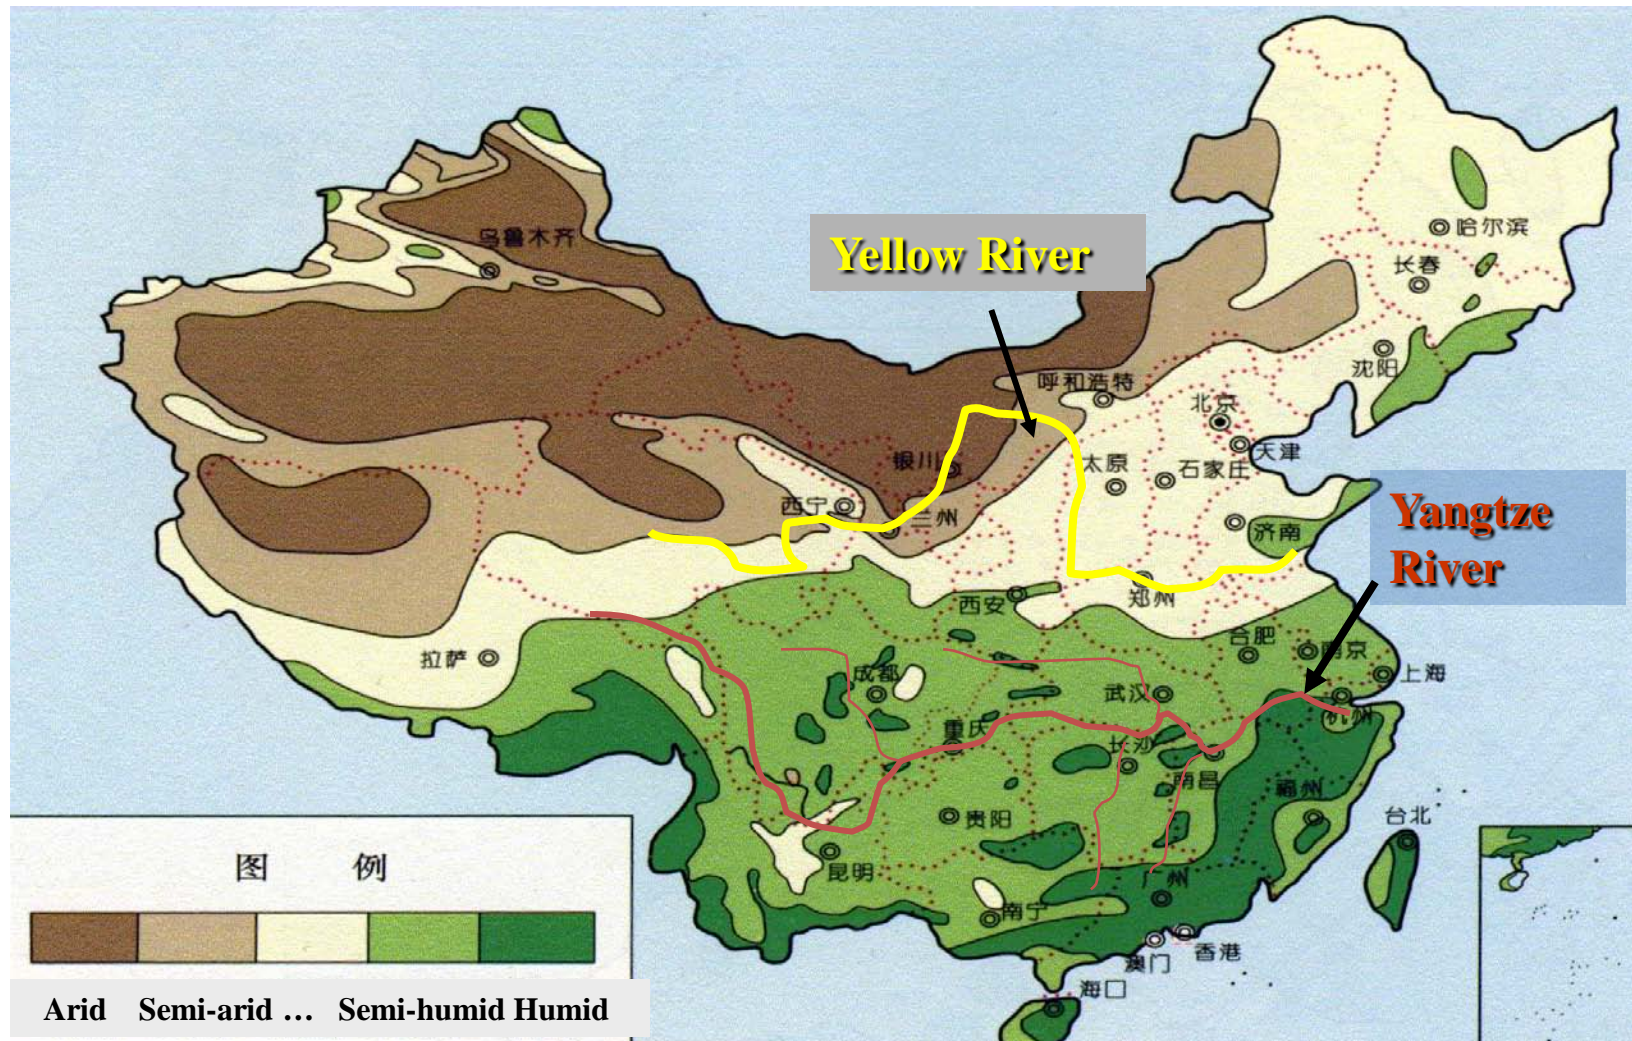 乌鲁木齐
哈尔滨
Yellow River
长春
沈阳
呼和浩特
北京
天津
银川
太原
石家庄
西宁
兰州
济南
Yangtze
River
西安
郑州
合肥
南京
拉萨
上海
成都
武汉
杭州
重庆
长沙
南昌
福州
贵阳
台北
昆明
图 例
广州
南宁
香港
澳门
海口
Arid Semi-arid ... Semi-humid Humid